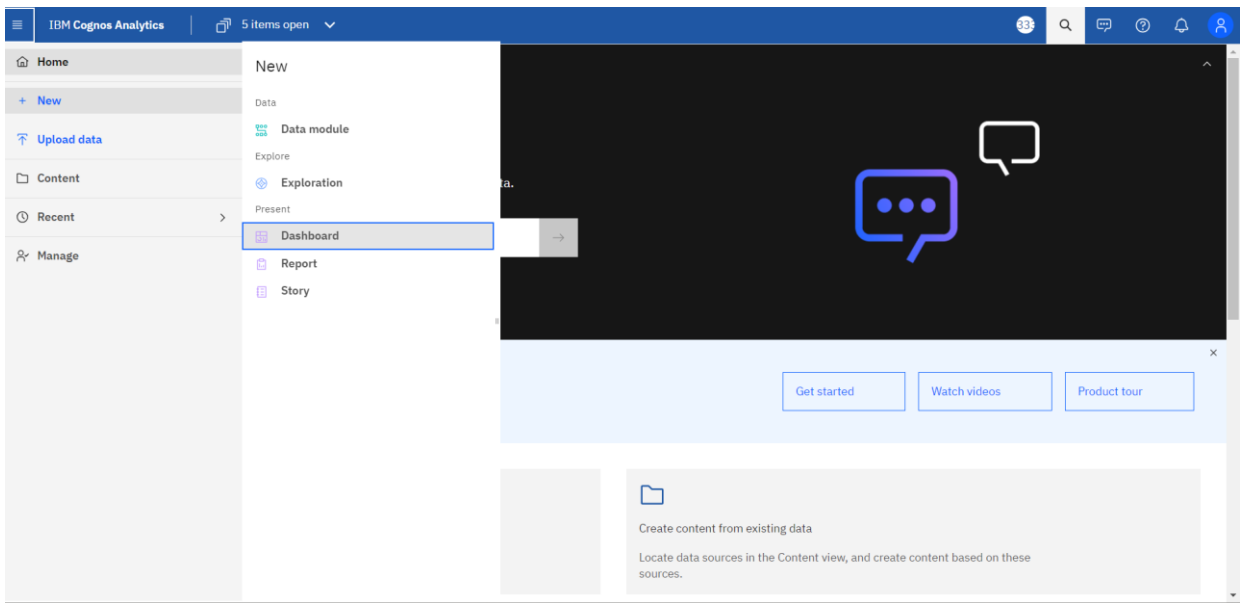 IBM Cognos Analytics
5 items open
Home
New
Upload data
Content
Recent
Manage
New
Data
Data module
Explore
Exploration
Present
Dashboard
Report
Story
ta.
Get started
Watch videos
Product tour
Create content from existing data
Locate data sources in the Content view, and create content based on these
sources.